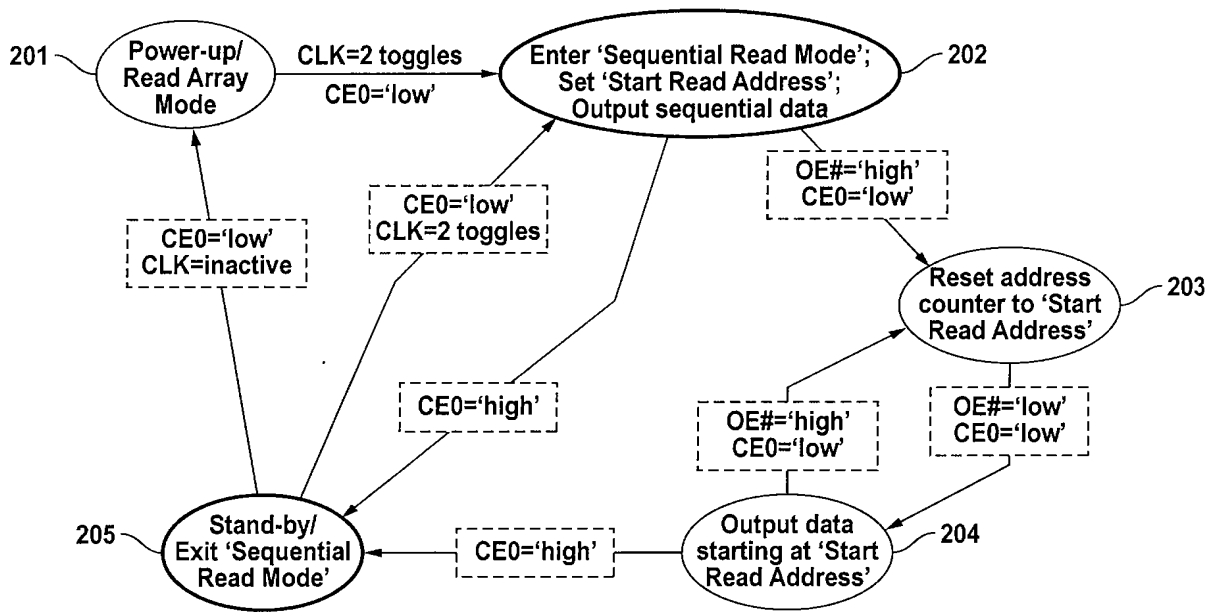 201
Power-up/
Read Array
Mode
CLK=2 toggles
CE0=‘low’
Enter ‘Sequential Read Mode’;
Set ‘Start Read Address’;
Output sequential data
202
OE#=‘high’
CE0=‘low’
CE0=‘low’
CLK=2 toggles
CE0=‘low’
CLK=inactive
Reset address
counter to ‘Start
Read Address’
203
CE0=‘high’
OE#=‘high’
CE0=‘low’
OE#=‘low’
CE0=‘low’
205
Stand-by/
Exit ‘Sequential
Read Mode’
CE0=‘high’
Output data
starting at ‘Start
Read Address’
204